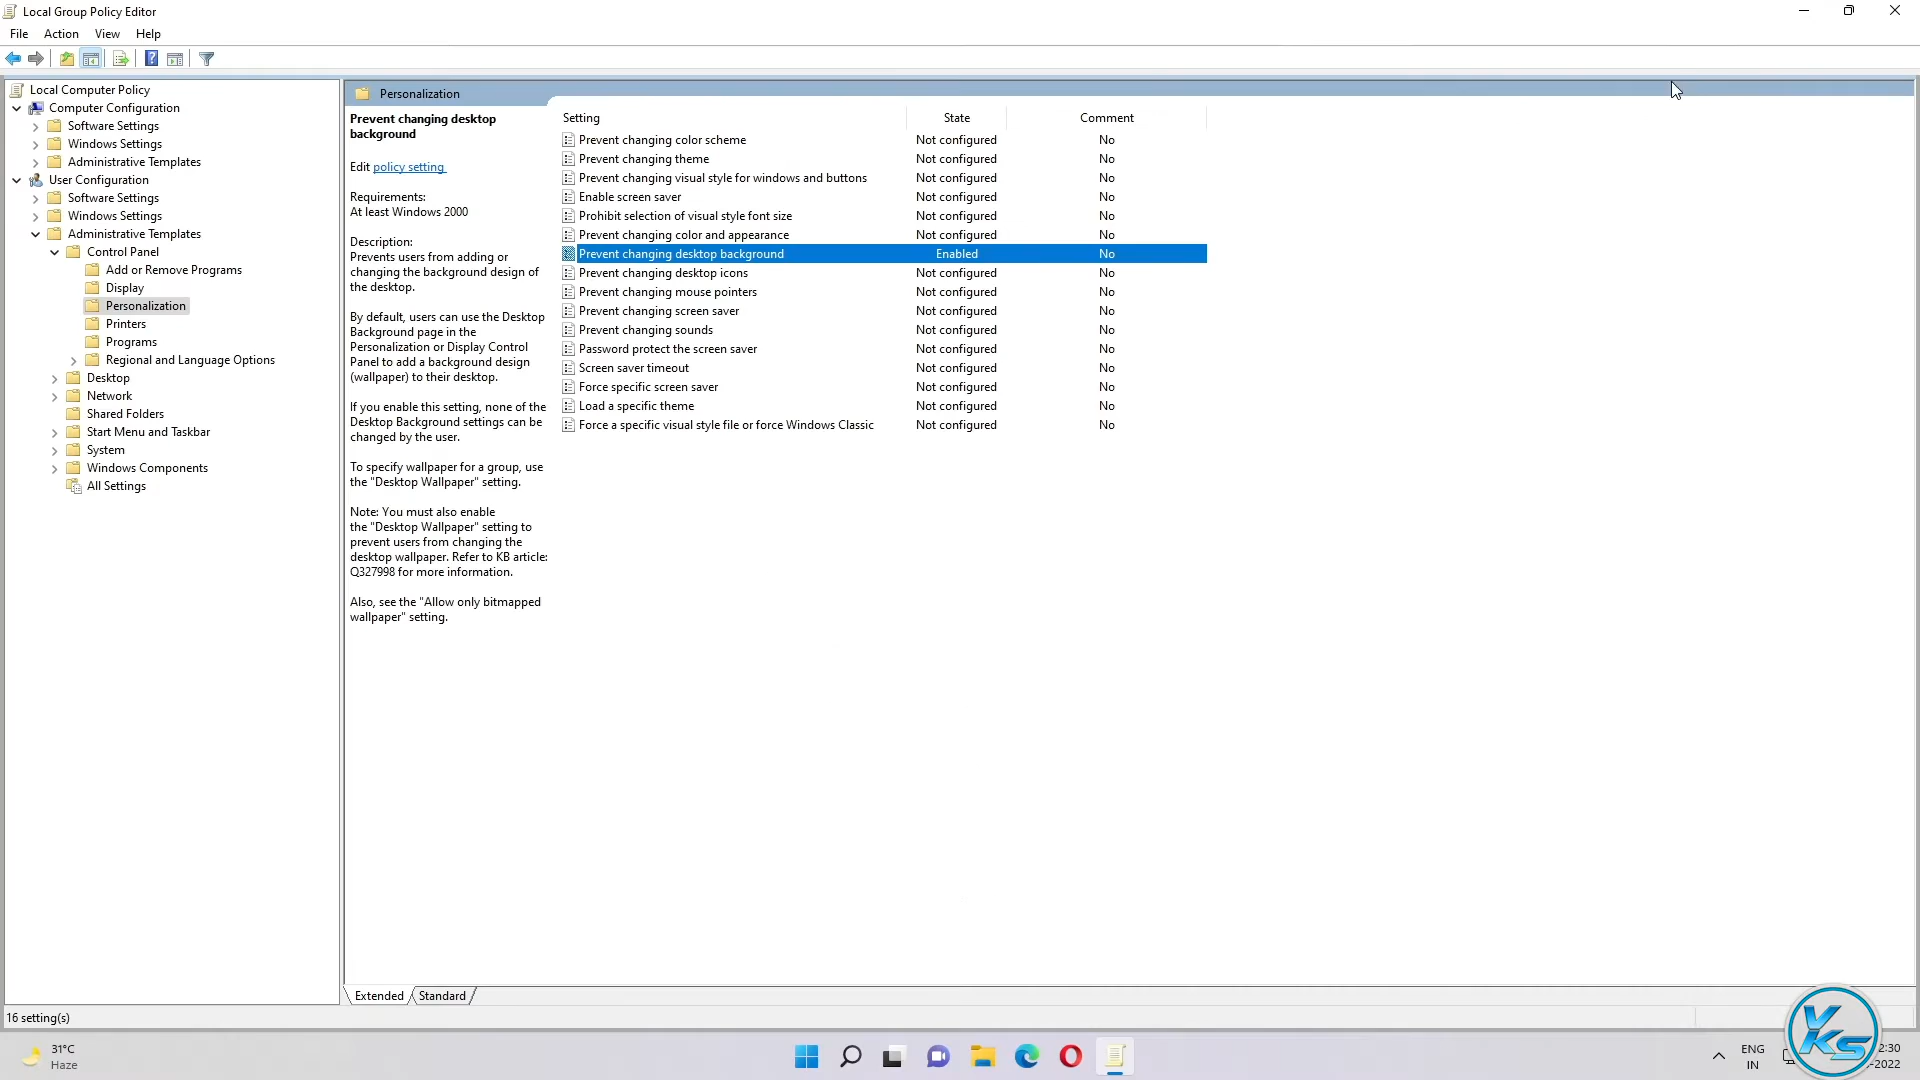 Local Group Policy Editor
File Action View Help
Local Computer Policy
Computer Configuration
Software Settings
Windows Settings
Administrative Templates
User Configuration
Software Settings
Windows Settings
Administrative Templates
Control Panel
Add or Remove Programs
Display
Personalization
Printers
Programs
Regional and Language Options
Desktop
Network
Shared Folders
Start Menu and Taskbar
System
Windows Components
All Settings
Personalization
Prevent changing desktop
background
Edit policy setting
Requirements:
At least Windows 2000
Description:
Prevents users from adding or
changing the background design of
the desktop.
By default, users can use the Desktop
Background page in the
Personalization or Display Control
Panel to add a background design
(wallpaper) to their desktop.
If you enable this setting, none of the
Desktop Background settings can be
changed by the user.
To specify wallpaper for a group, use
the "Desktop Wallpaper" setting.
Note: You must also enable
the "Desktop Wallpaper" setting to
prevent users from changing the
desktop wallpaper. Refer to KB article:
Q327998 for more information.
Also, see the "Allow only bitmapped
wallpaper" setting.
Setting State Comment
Prevent changing color scheme Not configured No
Prevent changing theme Not configured No
Prevent changing visual style for windows and buttons Not configured No
Enable screen saver Not configured No
Prohibit selection of visual style font size Not configured No
Prevent changing color and appearance Not configured No
Prevent changing desktop background Enabled No
Prevent changing desktop icons Not configured No
Prevent changing mouse pointers Not configured No
Prevent changing screen saver Not configured No
Prevent changing sounds Not configured No
Password protect the screen saver Not configured No
Screen saver timeout Not configured No
Force specific screen saver Not configured No
Load a specific theme Not configured No
Force a specific visual style file or force Windows Classic Not configured No
Extended Standard
16 setting(s)
31°C
Haze
ENG
IN
2:30
-2022
YKS